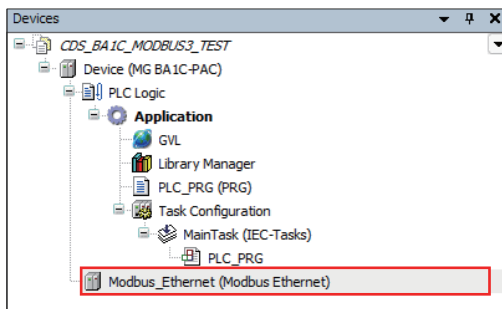 Devices
CDS_BA1C_MODBUS3_TEST
Device (MG BA1C-PAC)
PLC Logic
Application
GVL
Library Manager
PLC_PRG (PRG)
Task Configuration
MainTask (IEC-Tasks)
PLC_PRG
Modbus_Ethernet (Modbus Ethernet)